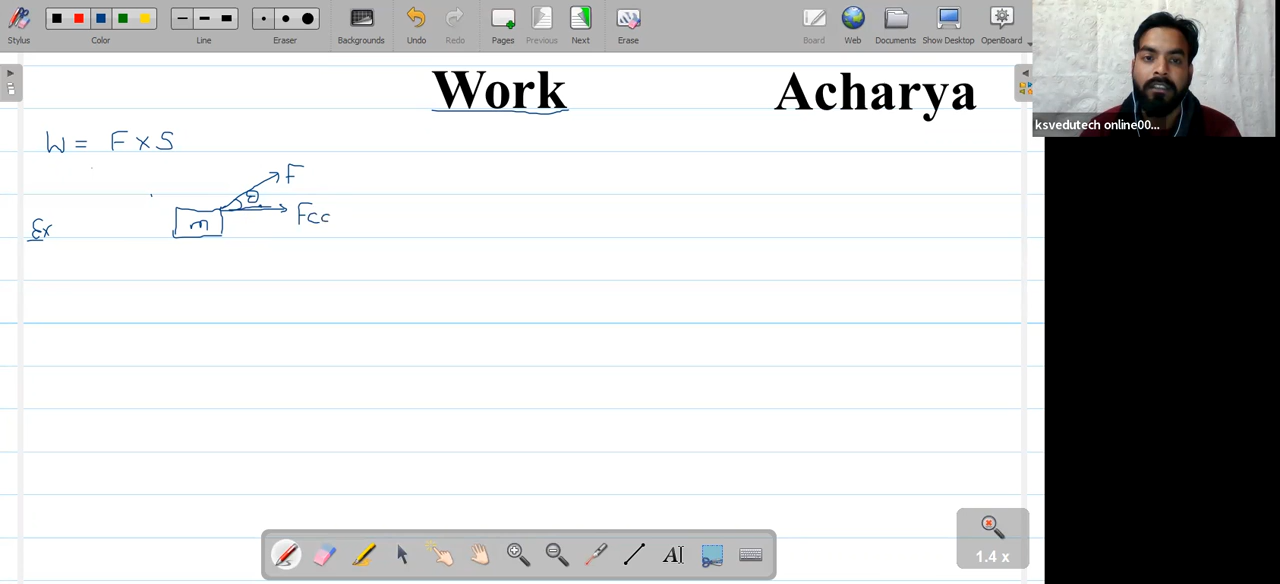 Stylus Color Line Eraser Backgrounds Undo Redo Pages Previous Next Erase Board Web Documents Show Desktop OpenBoard
Work Acharya
ksvedutech online00...
W = F × S
F
θ
Fco
m
Ex
1.4 x